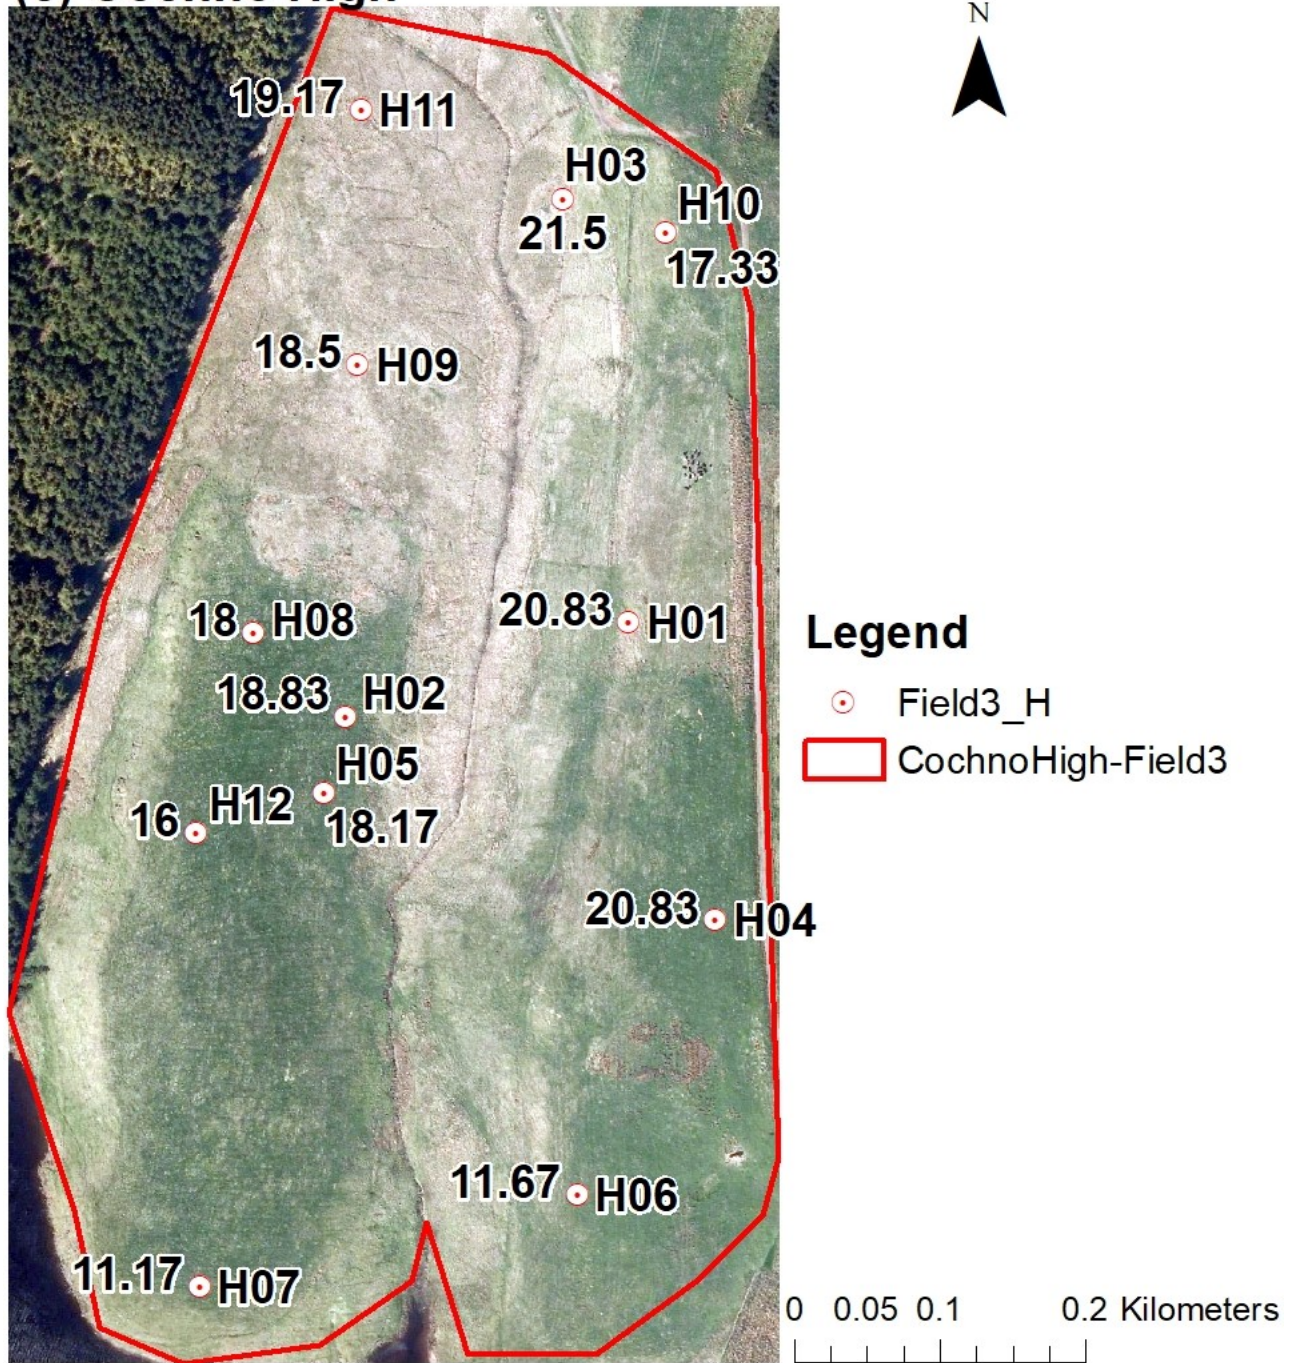 N
19.17 H11
H03
21.5
H10
17.33
18.5 H09
20.83 H01
18 H08
18.83 H02
H05
18.17
16 H12
20.83 H04
11.67 H06
11.17 H07
Legend
Field3_H
CochnoHigh-Field3
0 0.05 0.1 0.2 Kilometers